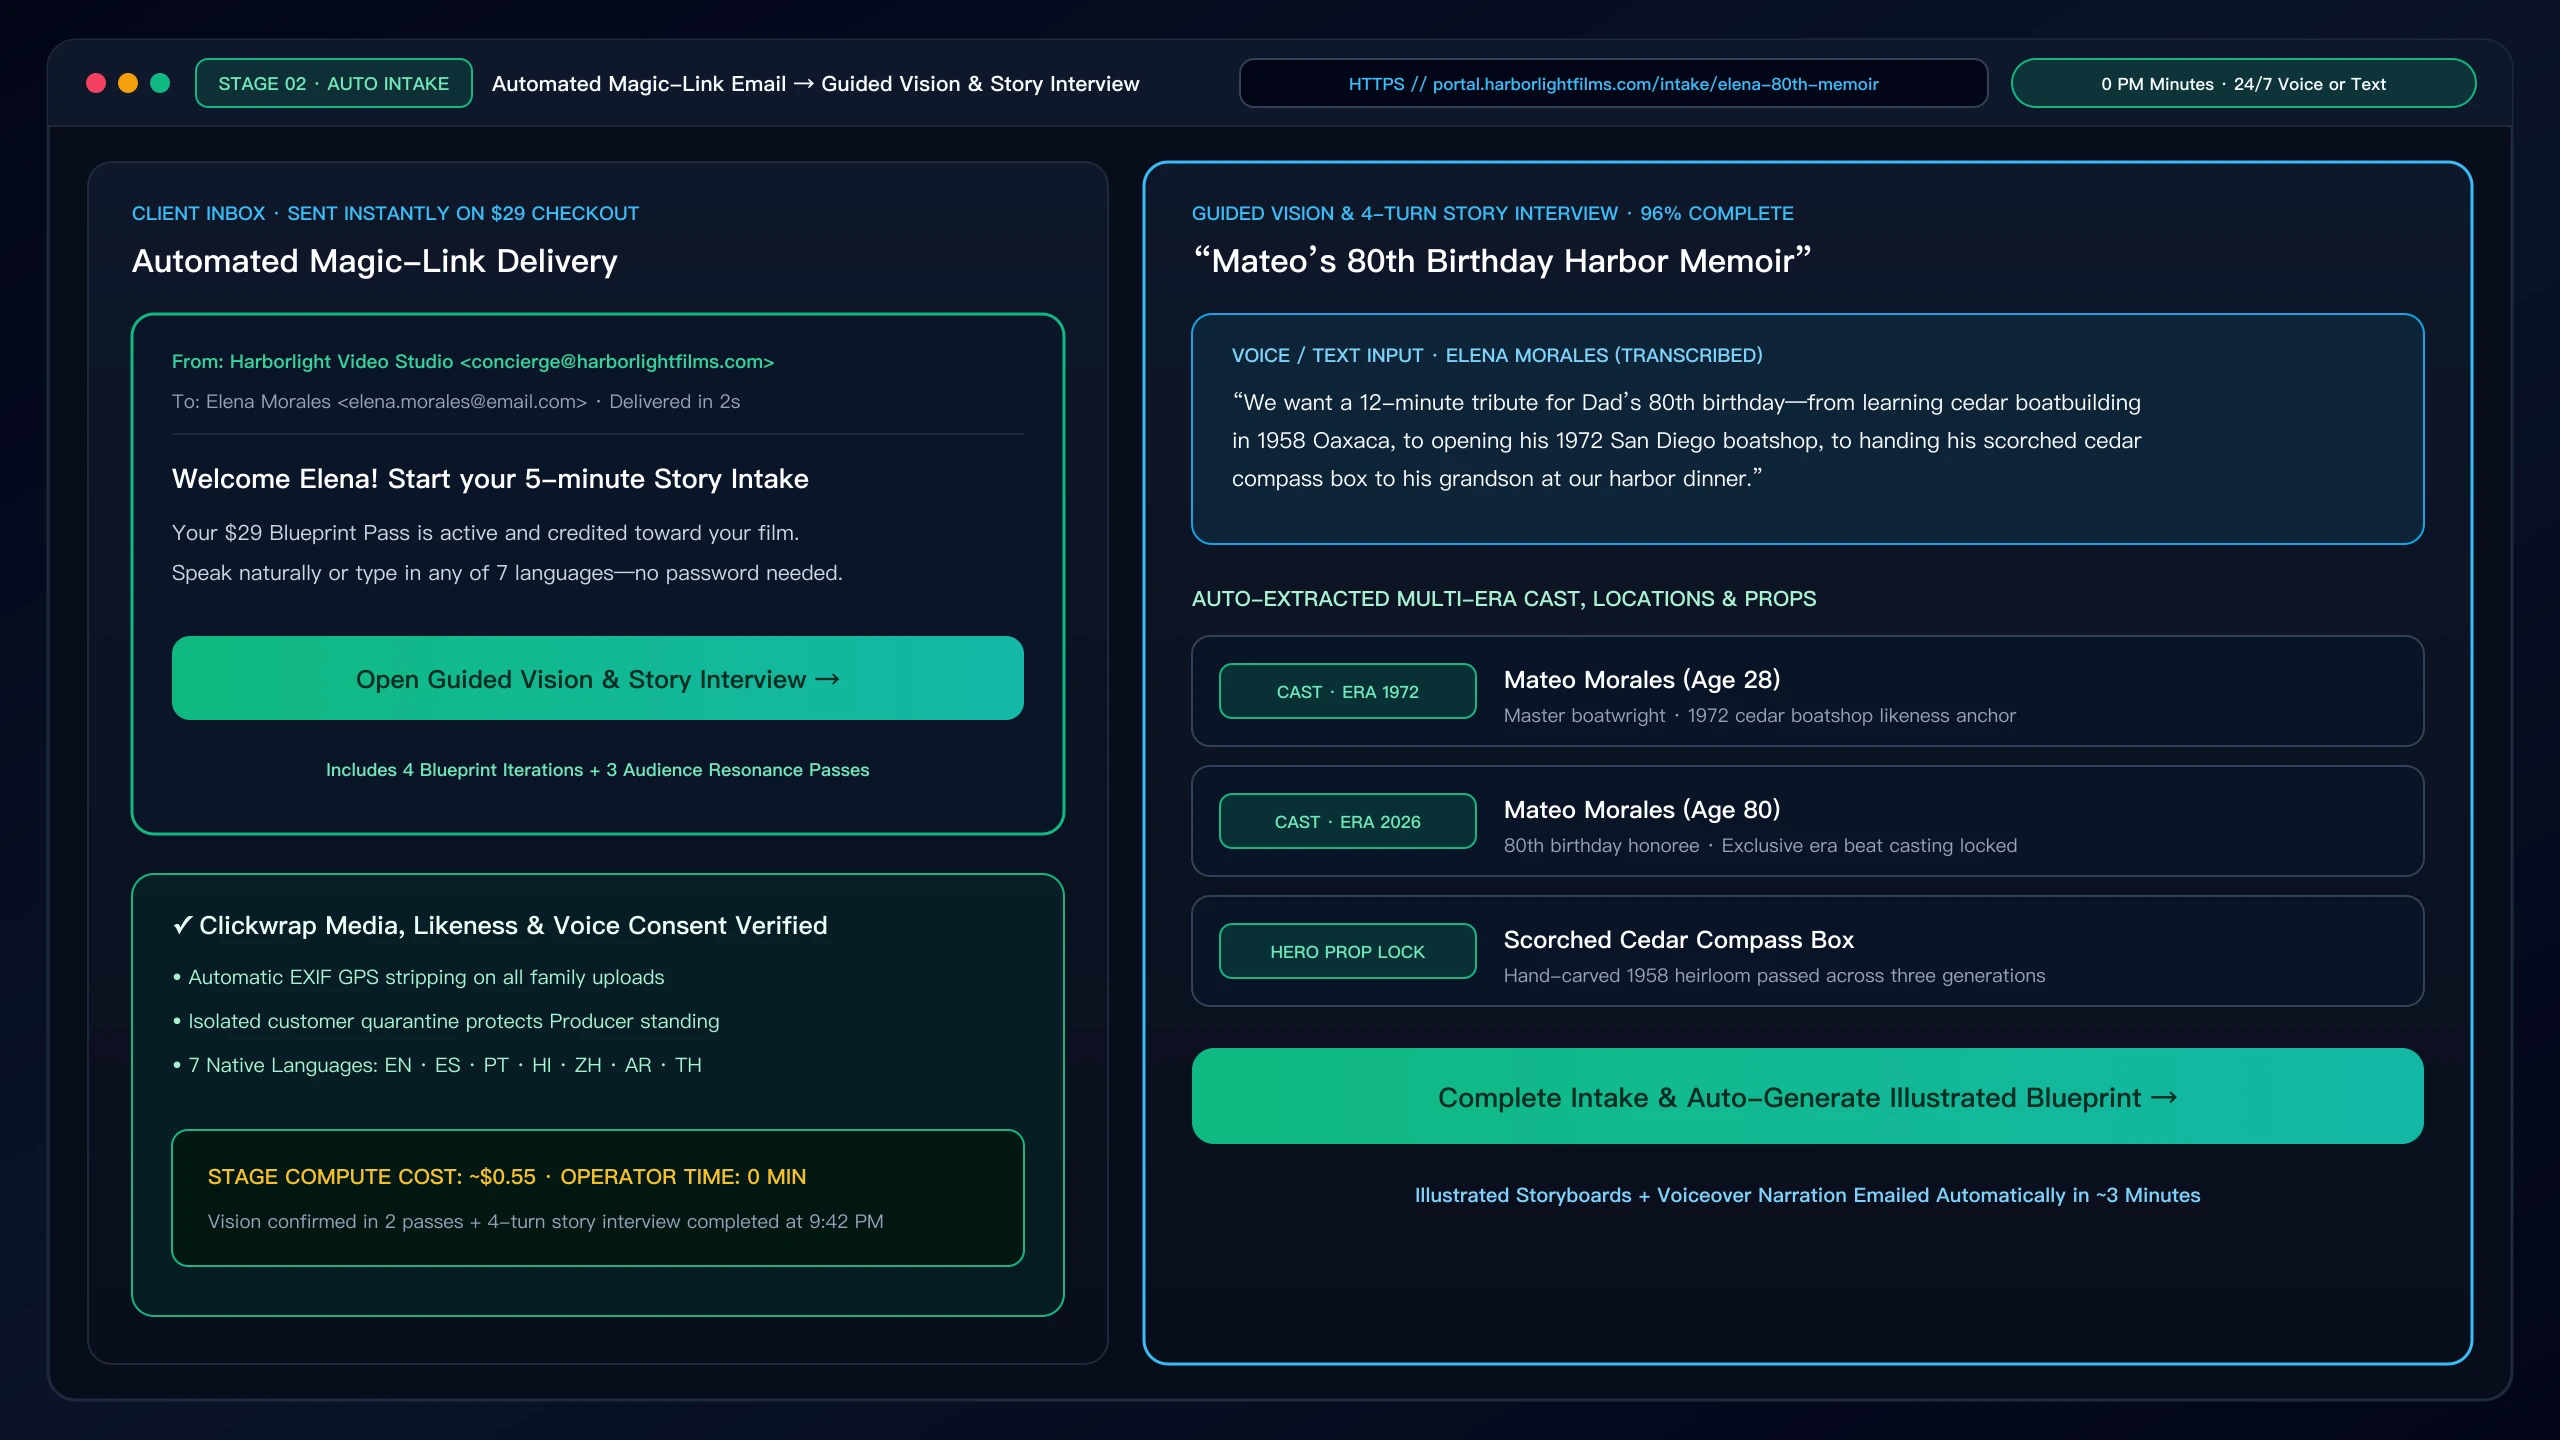 STAGE 02 · AUTO INTAKE
Automated Magic-Link Email → Guided Vision & Story Interview
HTTPS // portal.harborlightfilms.com/intake/elena-80th-memoir
0 PM Minutes · 24/7 Voice or Text
CLIENT INBOX · SENT INSTANTLY ON $29 CHECKOUT
Automated Magic-Link Delivery
From: Harborlight Video Studio <concierge@harborlightfilms.com>
To: Elena Morales <elena.morales@email.com> · Delivered in 2s
Welcome Elena! Start your 5-minute Story Intake
Your $29 Blueprint Pass is active and credited toward your film.
Speak naturally or type in any of 7 languages—no password needed.
Open Guided Vision & Story Interview →
Includes 4 Blueprint Iterations + 3 Audience Resonance Passes
✓ Clickwrap Media, Likeness & Voice Consent Verified
• Automatic EXIF GPS stripping on all family uploads
• Isolated customer quarantine protects Producer standing
• 7 Native Languages: EN · ES · PT · HI · ZH · AR · TH
STAGE COMPUTE COST: ~$0.55 · OPERATOR TIME: 0 MIN
Vision confirmed in 2 passes + 4-turn story interview completed at 9:42 PM
GUIDED VISION & 4-TURN STORY INTERVIEW · 96% COMPLETE
“Mateo’s 80th Birthday Harbor Memoir”
VOICE / TEXT INPUT · ELENA MORALES (TRANSCRIBED)
“We want a 12-minute tribute for Dad’s 80th birthday—from learning cedar boatbuilding
in 1958 Oaxaca, to opening his 1972 San Diego boatshop, to handing his scorched cedar
compass box to his grandson at our harbor dinner.”
AUTO-EXTRACTED MULTI-ERA CAST, LOCATIONS & PROPS
CAST · ERA 1972
Mateo Morales (Age 28)
Master boatwright · 1972 cedar boatshop likeness anchor
CAST · ERA 2026
Mateo Morales (Age 80)
80th birthday honoree · Exclusive era beat casting locked
HERO PROP LOCK
Scorched Cedar Compass Box
Hand-carved 1958 heirloom passed across three generations
Complete Intake & Auto-Generate Illustrated Blueprint →
Illustrated Storyboards + Voiceover Narration Emailed Automatically in ~3 Minutes